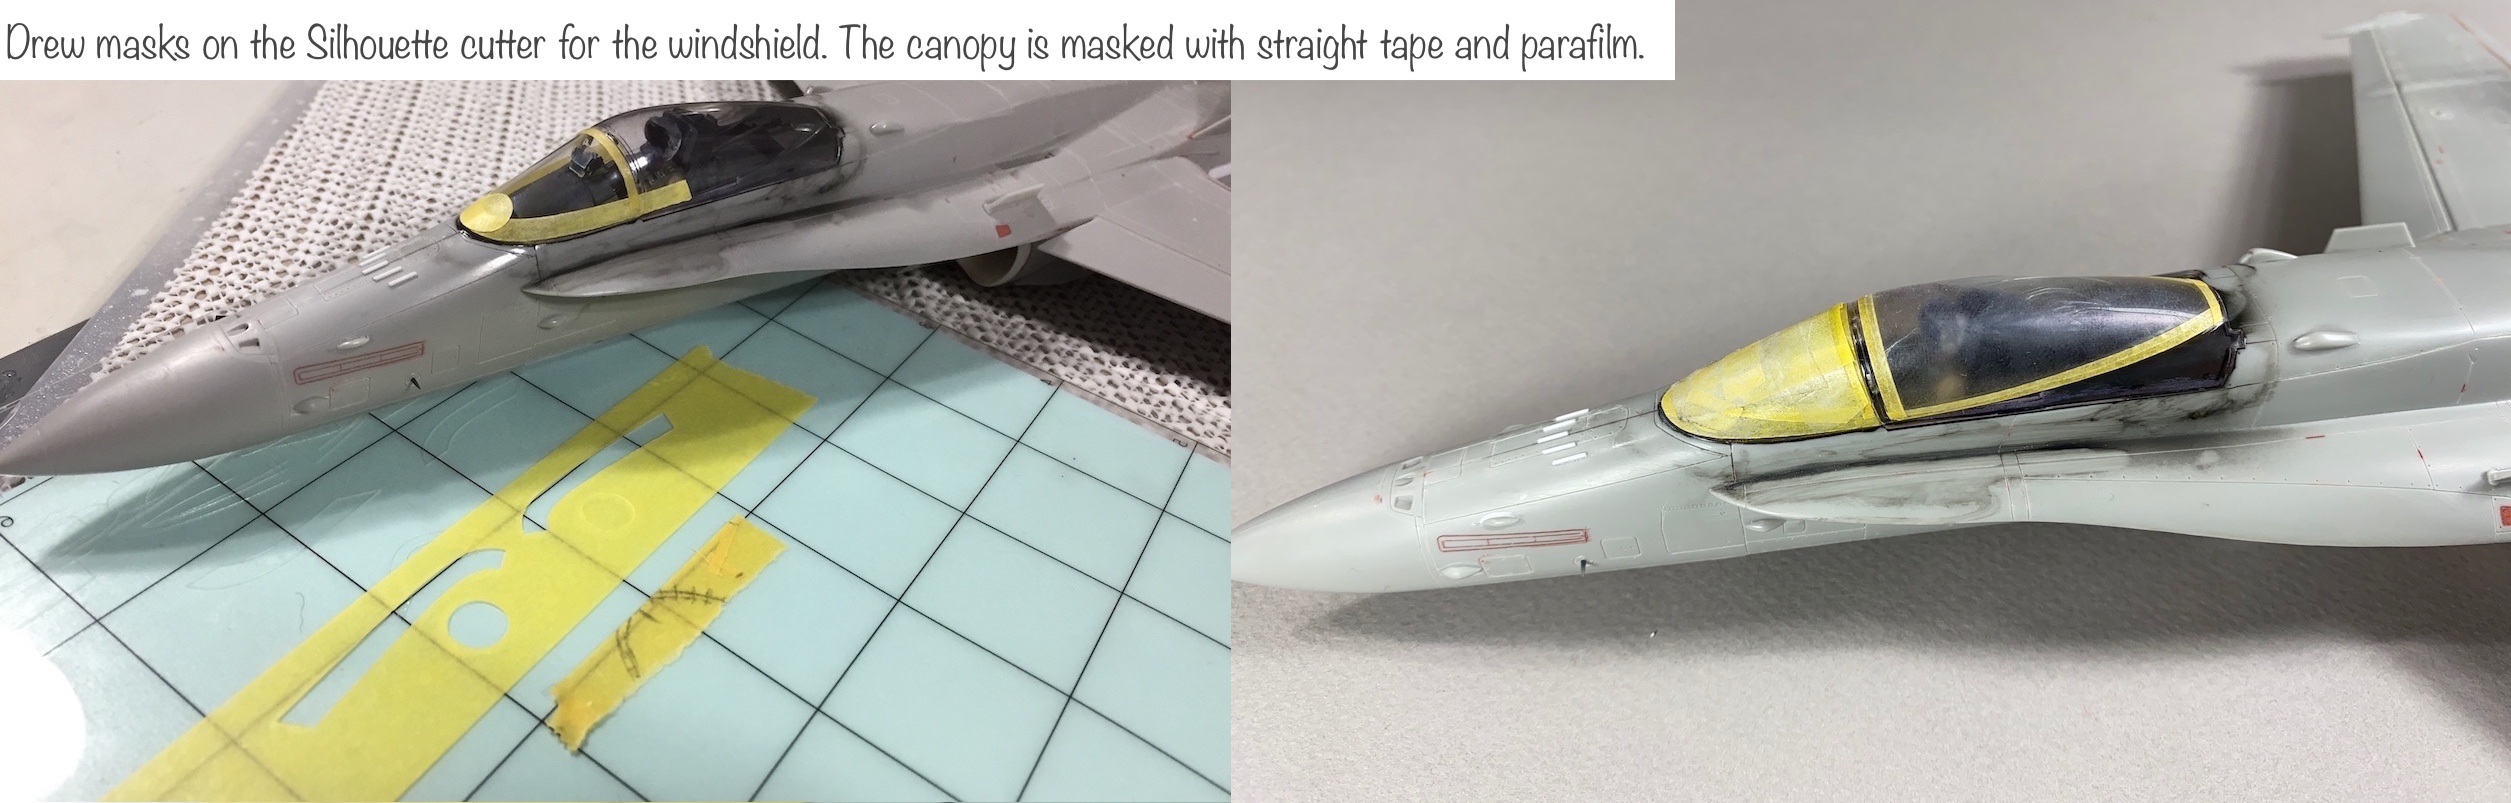 Drew masks on the Silhouette cutter for the windshield. The canopy is masked with straight tape and parafilm.